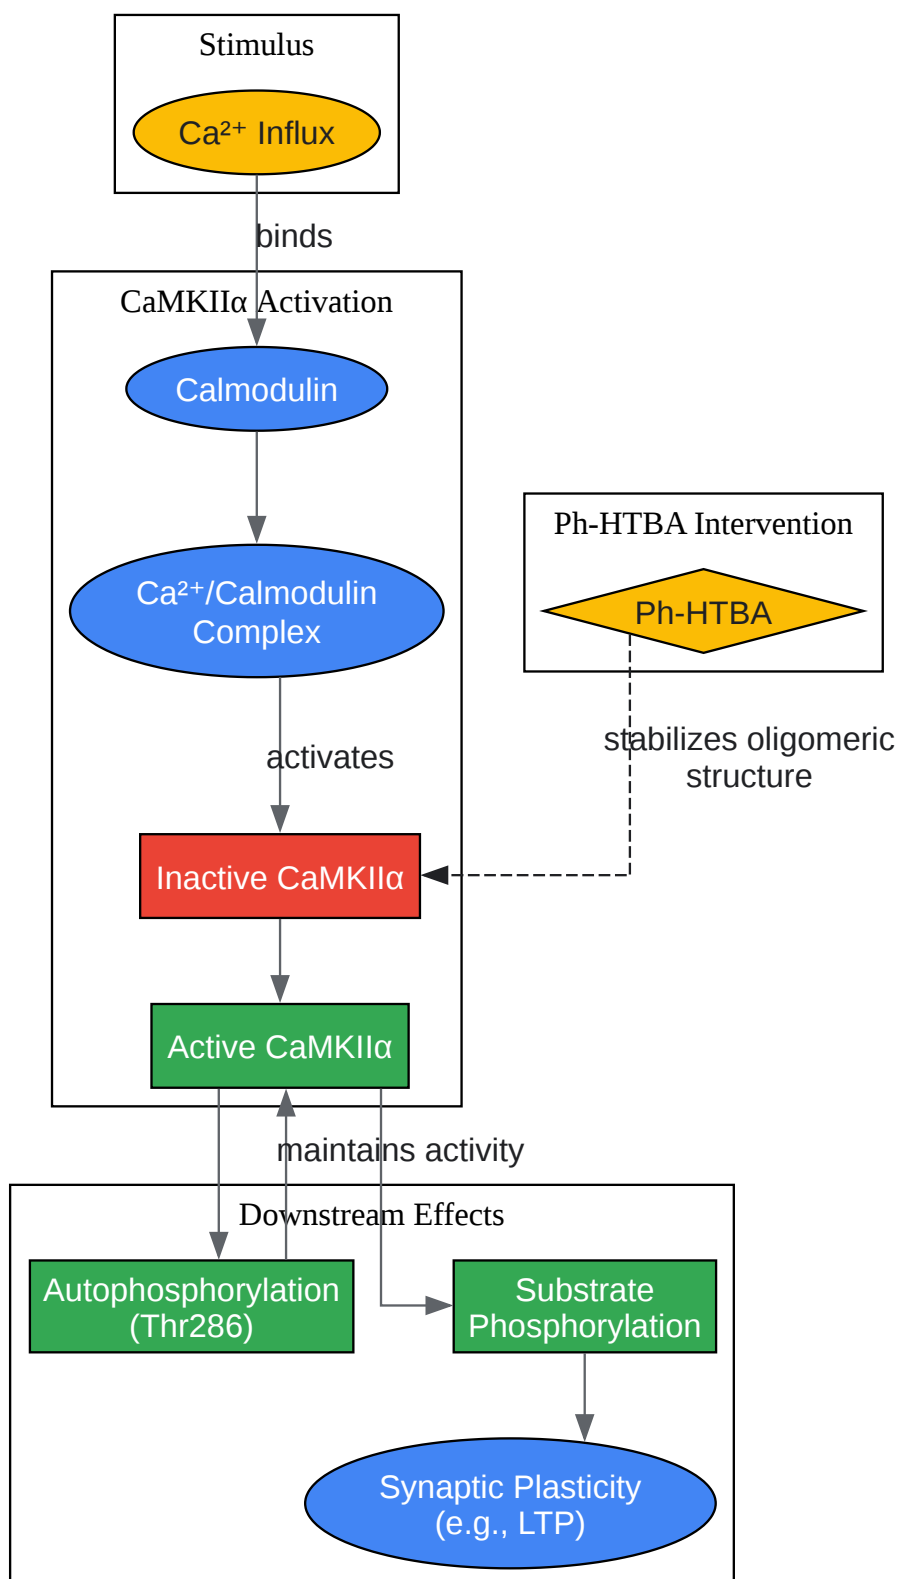 Stimulus
Ca²⁺ Influx
binds
CaMKIIα Activation
Calmodulin
Ca²⁺/Calmodulin
Complex
Ph-HTBA Intervention
Ph-HTBA
stabilizes oligomeric
structure
activates
Inactive CaMKIIα
Active CaMKIIα
maintains activity
Downstream Effects
Autophosphorylation
(Thr286)
Substrate
Phosphorylation
Synaptic Plasticity
(e.g., LTP)